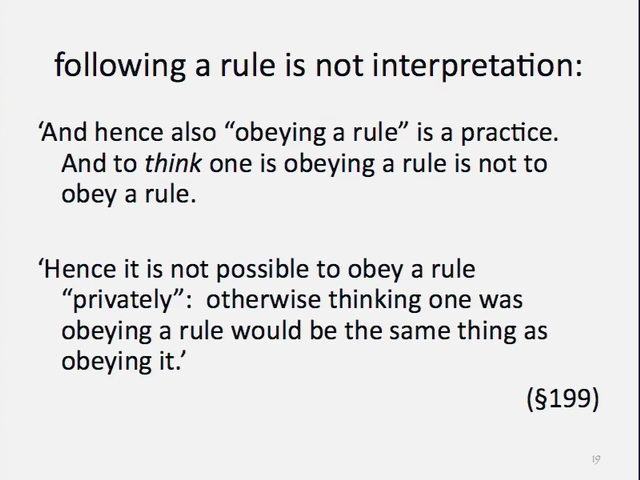 following a rule is not interpretation:
‘And hence also “obeying a rule” is a practice.
And to think one is obeying a rule is not to
obey a rule.
‘Hence it is not possible to obey a rule
“privately”: otherwise thinking one was
obeying a rule would be the same thing as
obeying it.’
(§199)
19